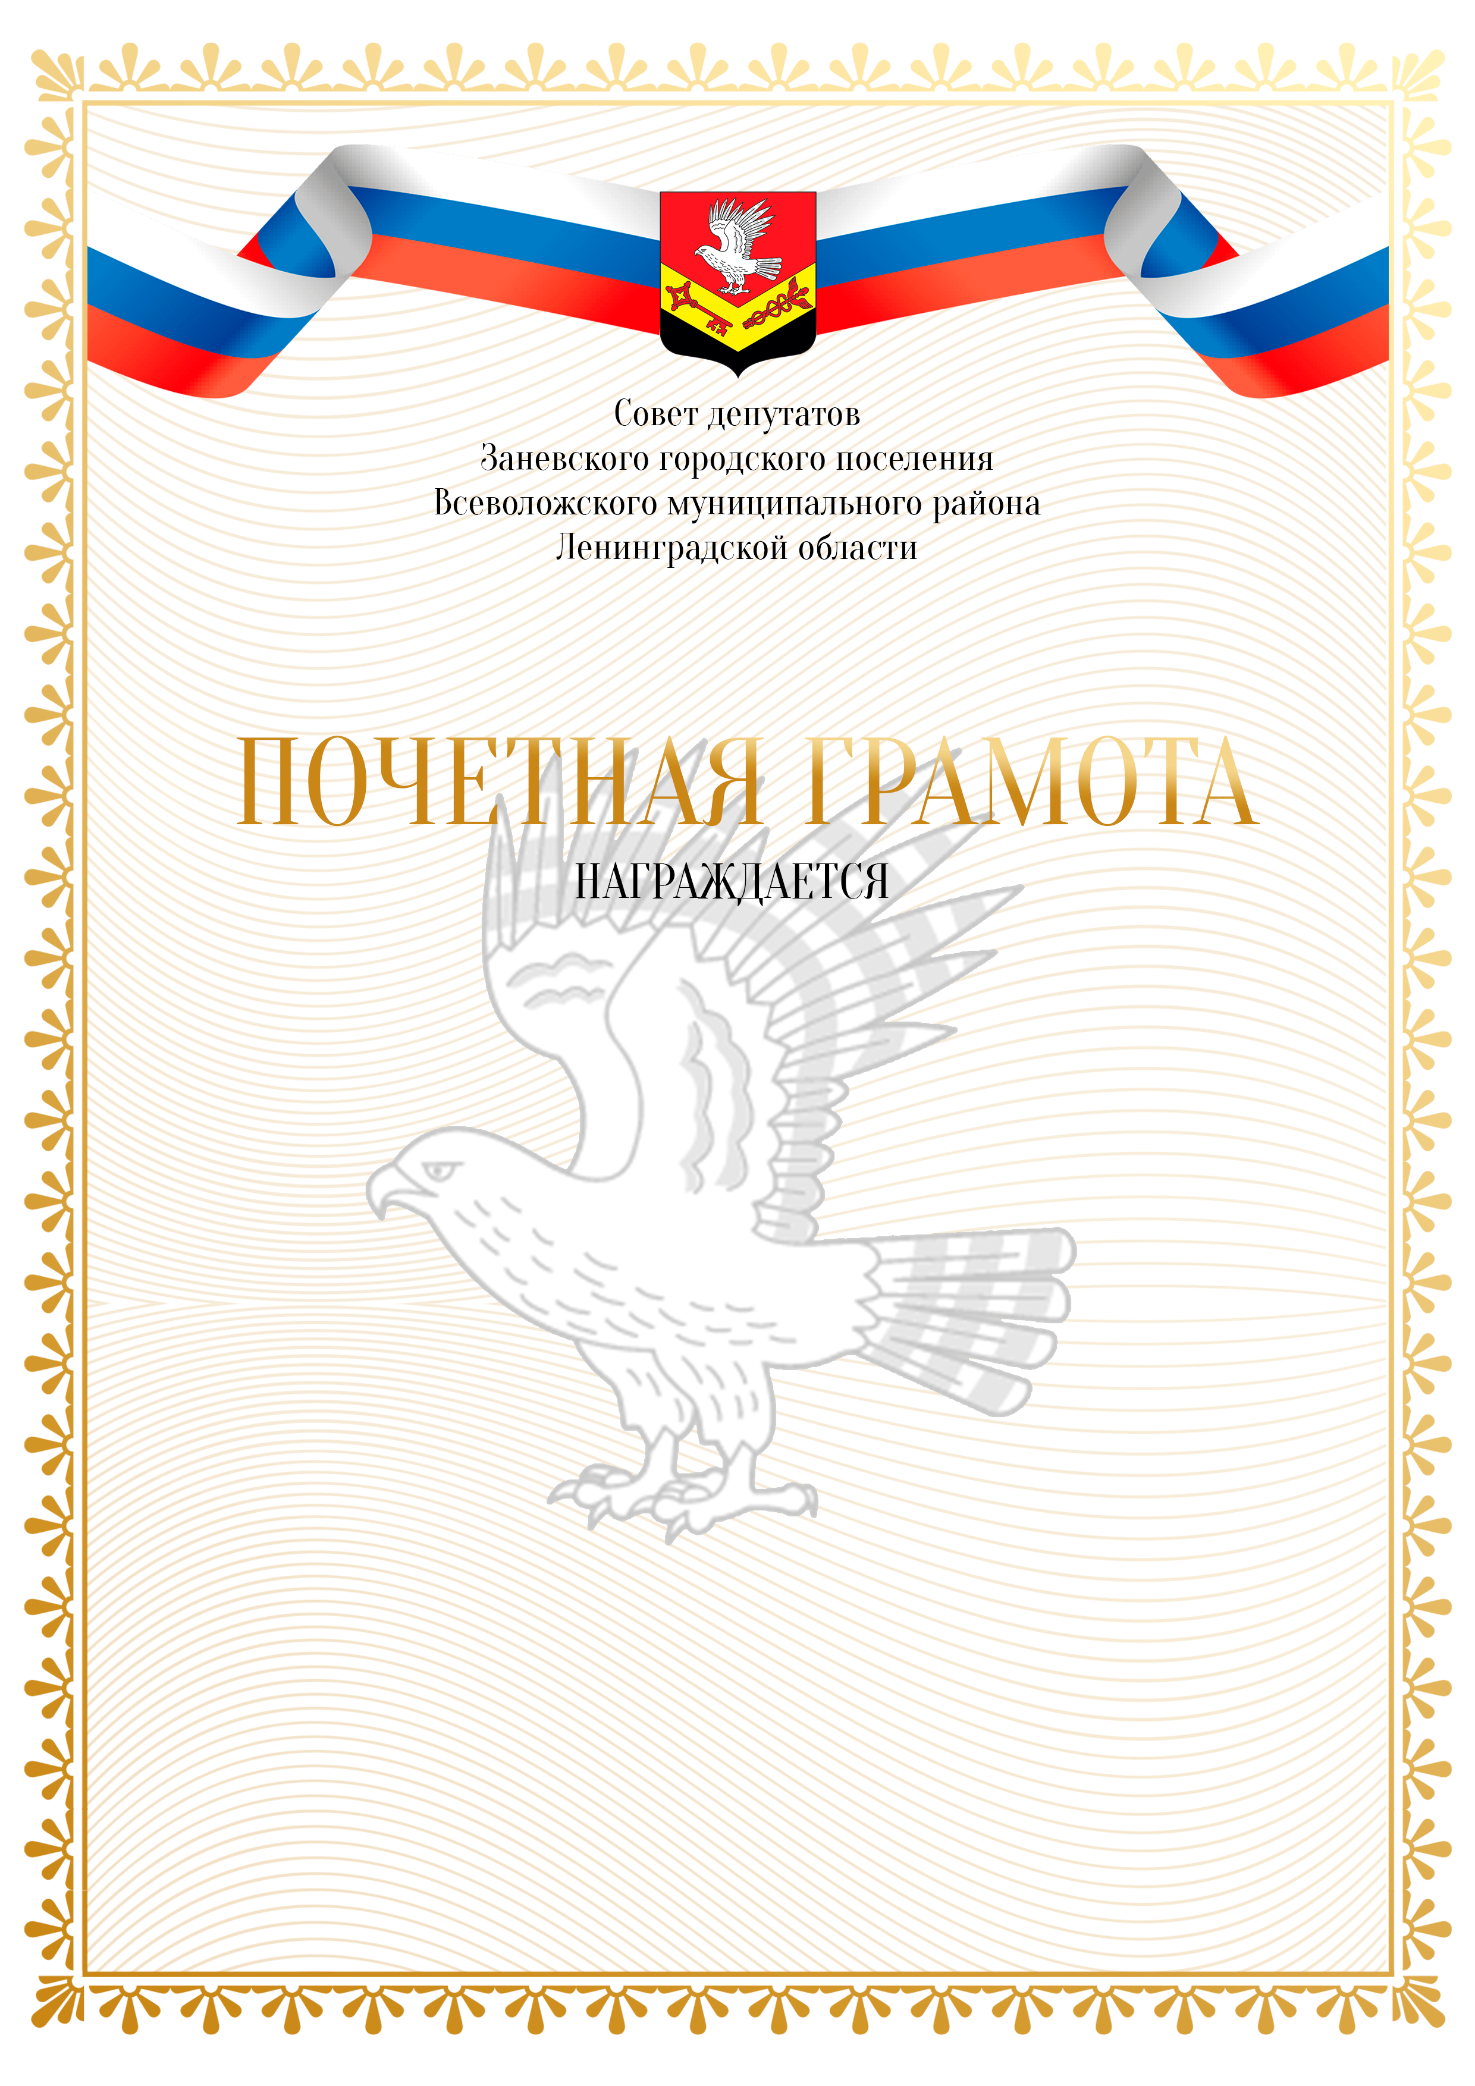 Совет депутатов
Заневского городского поселения
Всеволожского муниципального района
Ленинградской области
ПОЧЕТНАЯ ГРАМОТА
НАГРАЖДАЕТСЯ